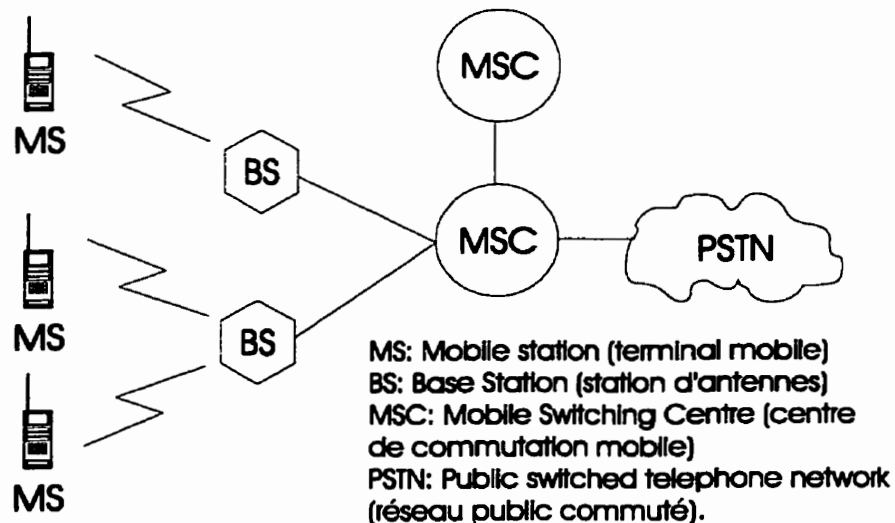 MSC
MS
BS
MSC
PSTN
MS
BS
MS
MS: Mobile station (terminal mobile)
BS: Base Station (station d'antennes)
MSC: Mobile Switching Centre (centre
de commutation mobile)
PSTN: Public switched telephone network
(réseau public commuté).